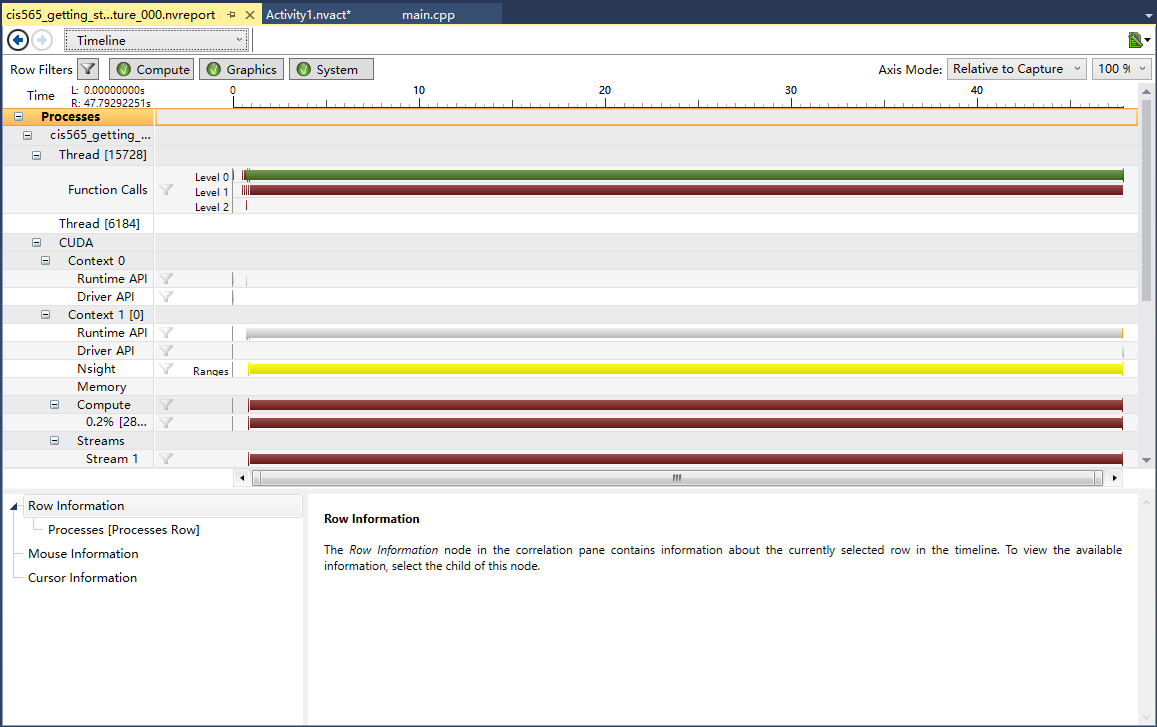 cis565_getting_st...ture_000.nvreport Activity1.nvact* main.cpp
Timeline
Row Filters Compute Graphics System Axis Mode: Relative to Capture 100 %
Time L: 0.00000000s R: 47.79292251s 0 10 20 30 40
Processes
cis565_getting_...
Thread [15728]
Function Calls Level 0
Level 1
Level 2
Thread [6184]
CUDA
Context 0
Runtime API
Driver API
Context 1 [0]
Runtime API
Driver API
Nsight Ranges
Memory
Compute
0.2% [28...
Streams
Stream 1
Row Information
Processes [Processes Row]
Mouse Information
Cursor Information
Row Information
The Row Information node in the correlation pane contains information about the currently selected row in the timeline. To view the available
information, select the child of this node.